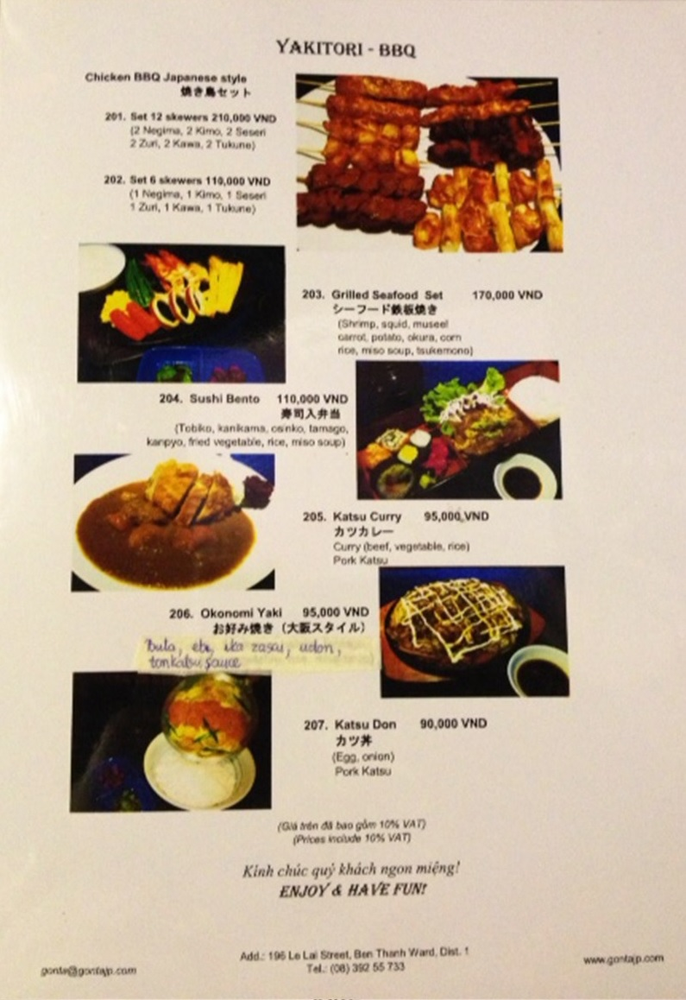 YAKITORI - BBQ
Chicken BBQ Japanese style
焼き鳥セット
201. Set 12 skewers 210,000 VND
(2 Negima, 2 Kimo, 2 Seseri
2 Zuri, 2 Kawa, 2 Tukune)
202. Set 6 skewers 110,000 VND
(1 Negima, 1 Kimo, 1 Seseri
1 Zuri, 1 Kawa, 1 Tukune)
203. Grilled Seafood Set 170,000 VND
シーフード鉄板焼き
(Shrimp, squid, museel
carrot, potato, okura, corn
rice, miso soup, tsukemono)
204. Sushi Bento 110,000 VND
寿司入弁当
(Tobiko, kanikama, osinko, tamago,
kanpyo, fried vegetable, rice, miso soup)
205. Katsu Curry 95,000 VND
カツカレー
Curry (beef, vegetable, rice)
Pork Katsu
206. Okonomi Yaki 95,000 VND
お好み焼き（大阪スタイル）
Buta, ebi, ika zasai, udon,
tonkatsu sauce
207. Katsu Don 90,000 VND
カツ丼
(Egg, onion)
Pork Katsu
(Giá trên đã bao gồm 10% VAT)
(Prices include 10% VAT)
Kính chúc quý khách ngon miệng!
ENJOY & HAVE FUN!
Add.: 196 Le Lai Street, Ben Thanh Ward, Dist. 1
Tel.: (08) 392 55 733
gonta@gontajp.com
www.gontajp.com